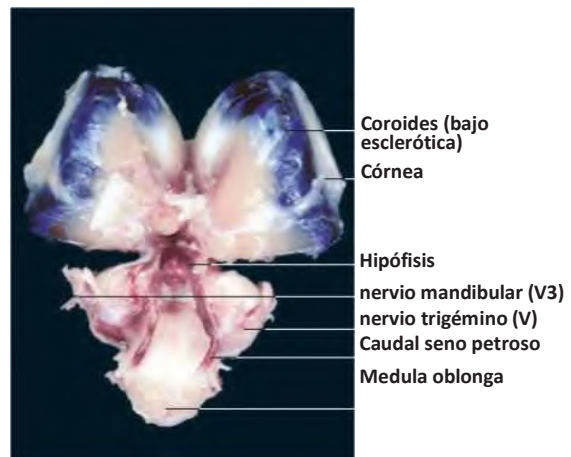 Coroides (bajo
esclerótica)
Córnea
Hipófisis
nervio mandibular (V3)
nervio trigémino (V)
Caudal seno petroso
Medula oblonga